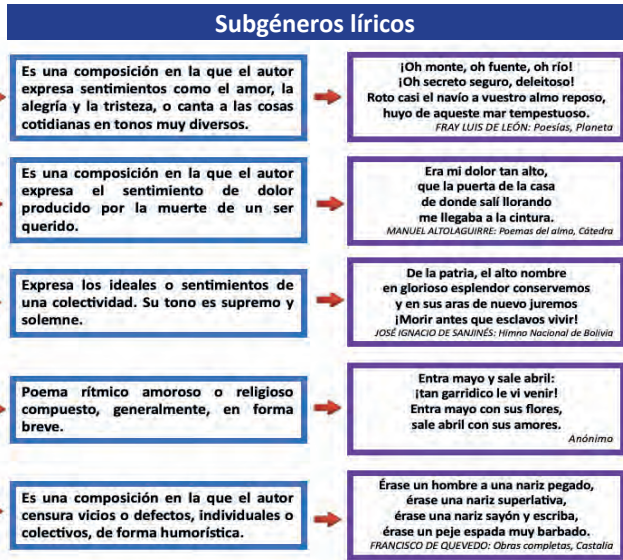 Subgéneros líricos
Es una composición en la que el autor
expresa sentimientos como el amor, la
alegría y la tristeza, o canta a las cosas
cotidianas en tonos muy diversos.
¡Oh monte, oh fuente, oh río!
¡Oh secreto seguro, deleitoso!
Roto casi el navío a vuestro almo reposo,
huyo de aqueste mar tempestuoso.
FRAY LUIS DE LEÓN: Poesías, Planeta
Es una composición en la que el autor
expresa el sentimiento de dolor
producido por la muerte de un ser
querido.
Era mi dolor tan alto,
que la puerta de la casa
de donde salí llorando
me llegaba a la cintura.
MANUEL ALTOLAGUIRRE: Poemas del alma, Cátedra
Expresa los ideales o sentimientos de
una colectividad. Su tono es supremo y
solemne.
De la patria, el alto nombre
en glorioso esplendor conservemos
y en sus aras de nuevo juremos
¡Morir antes que esclavos vivir!
JOSÉ IGNACIO DE SANJINÉS: Himno Nacional de Bolivia
Poema rítmico amoroso o religioso
compuesto, generalmente, en forma
breve.
Entra mayo y sale abril:
¡tan garridico le vi venir!
Entra mayo con sus flores,
sale abril con sus amores.
Anónimo
Es una composición en la que el autor
censura vicios o defectos, individuales o
colectivos, de forma humorística.
Érase un hombre a una nariz pegado,
érase una nariz superlativa,
érase una nariz sayón y escriba,
érase un peje espada muy barbado.
FRANCISCO DE QUEVEDO: Obras completas, Castalia